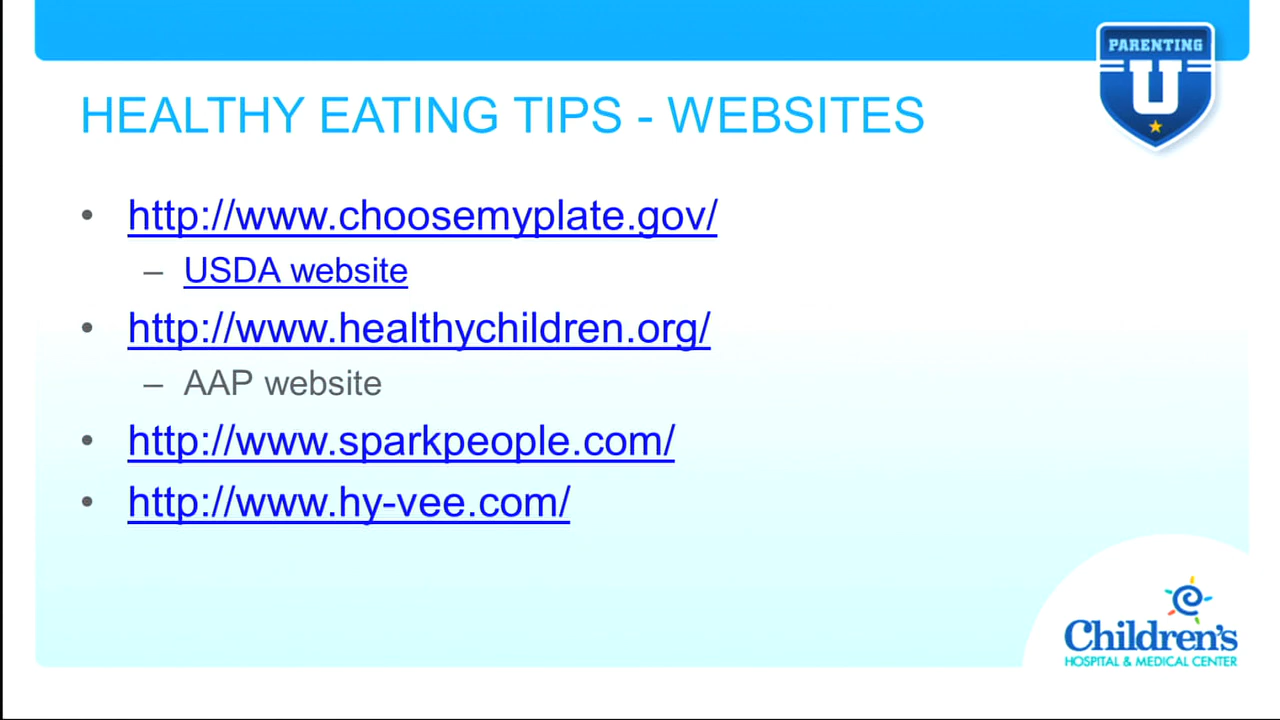 PARENTING
U
HEALTHY EATING TIPS - WEBSITES
• http://www.choosemyplate.gov/
– USDA website
• http://www.healthychildren.org/
– AAP website
• http://www.sparkpeople.com/
• http://www.hy-vee.com/
Children's
HOSPITAL & MEDICAL CENTER